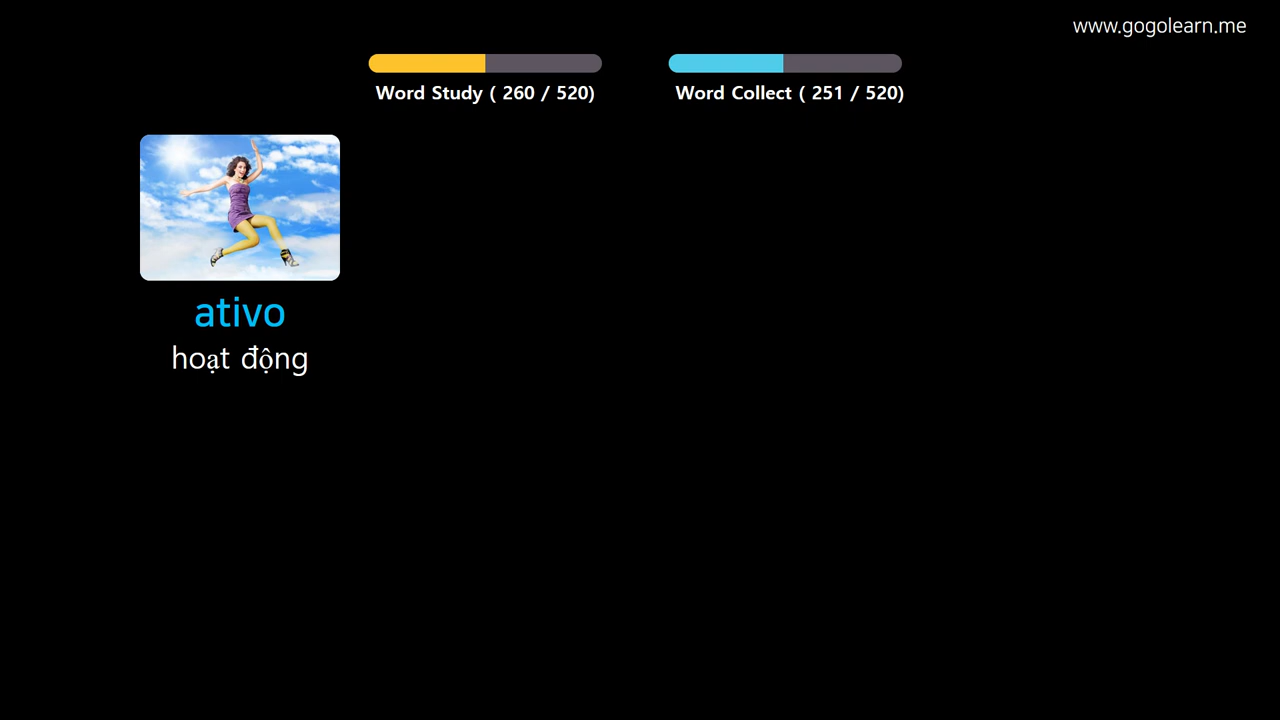 www.gogolearn.me
Word Study ( 260 / 520)
Word Collect ( 251 / 520)
ativo
hoạt động